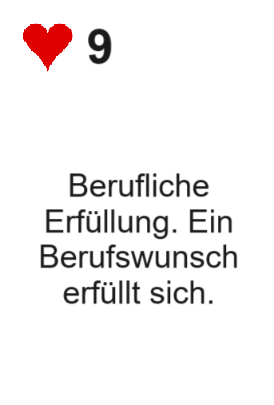 9
Berufliche
Erfüllung. Ein
Berufswunsch
erfüllt sich.